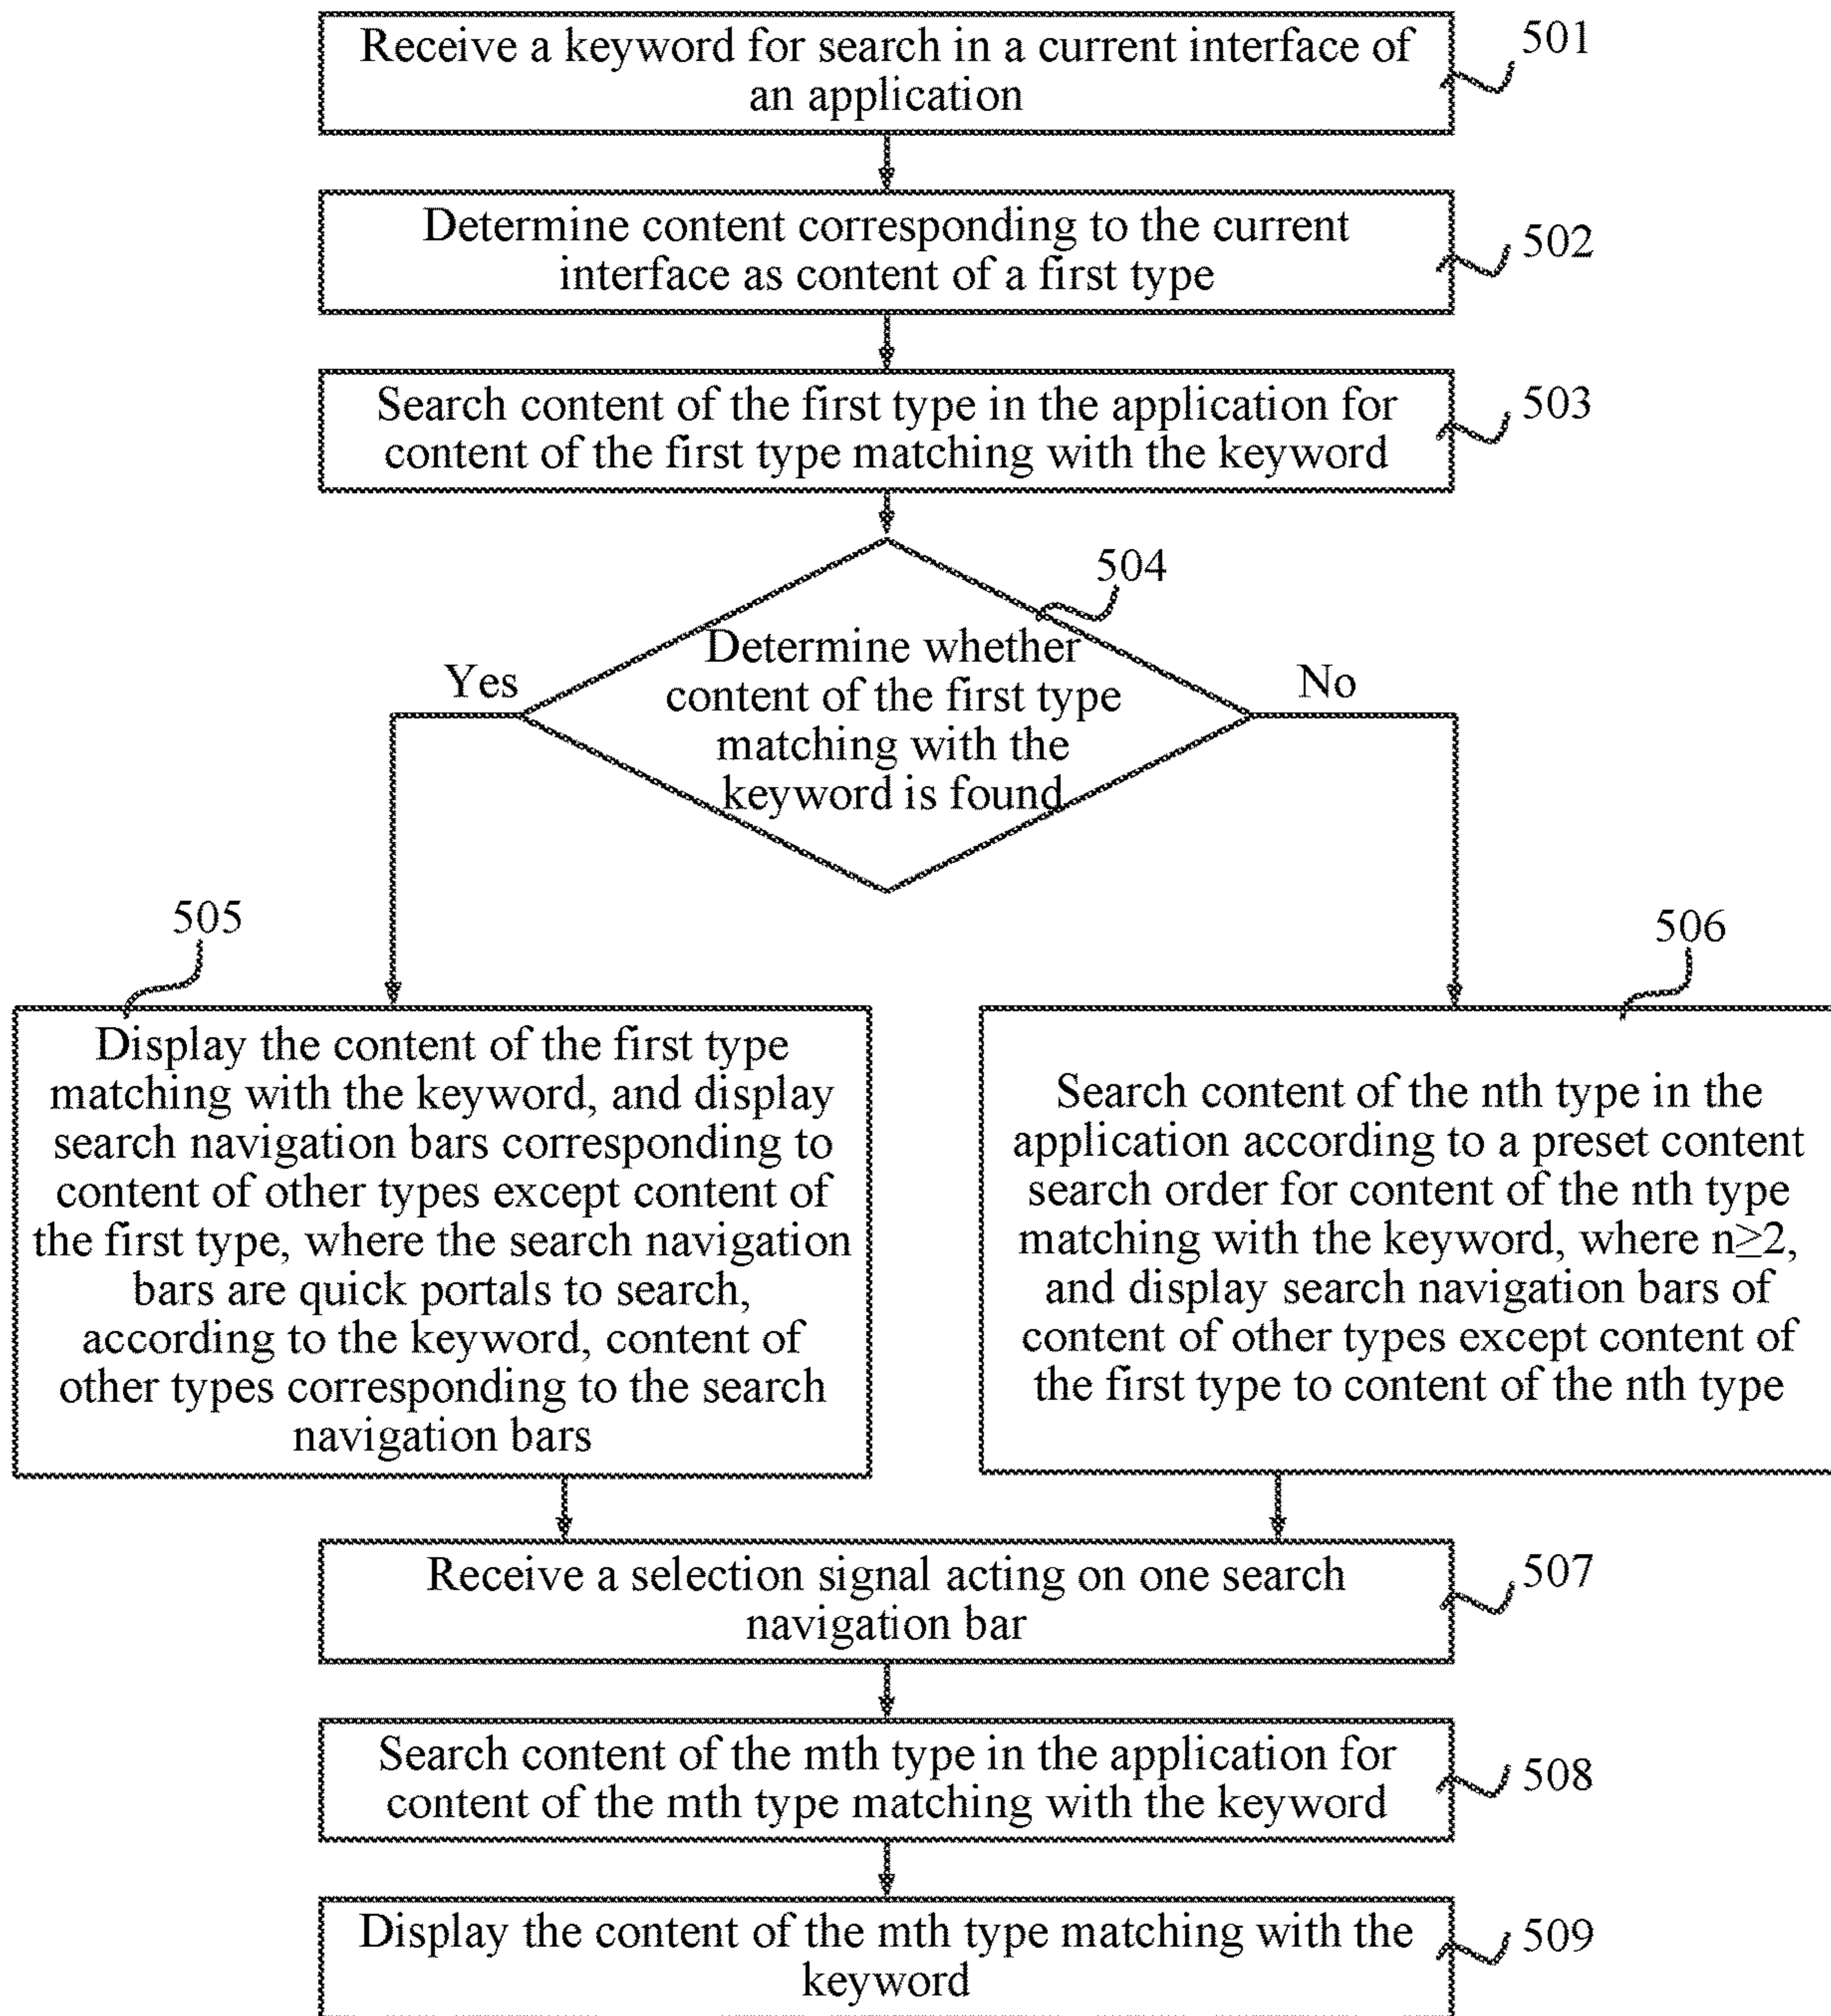 Receive a keyword for search in a current interface of
an application
501
Determine content corresponding to the current
interface as content of a first type
502
Search content of the first type in the application for
content of the first type matching with the keyword
503
504
Determine whether
content of the first type
matching with the
keyword is found
Yes
No
505
Display the content of the first type
matching with the keyword, and display
search navigation bars corresponding to
content of other types except content of
the first type, where the search navigation
bars are quick portals to search,
according to the keyword, content of
other types corresponding to the search
navigation bars
506
Search content of the nth type in the
application according to a preset content
search order for content of the nth type
matching with the keyword, where n≥2,
and display search navigation bars of
content of other types except content of
the first type to content of the nth type
Receive a selection signal acting on one search
navigation bar
507
Search content of the mth type in the application for
content of the mth type matching with the keyword
508
Display the content of the mth type matching with the
keyword
509